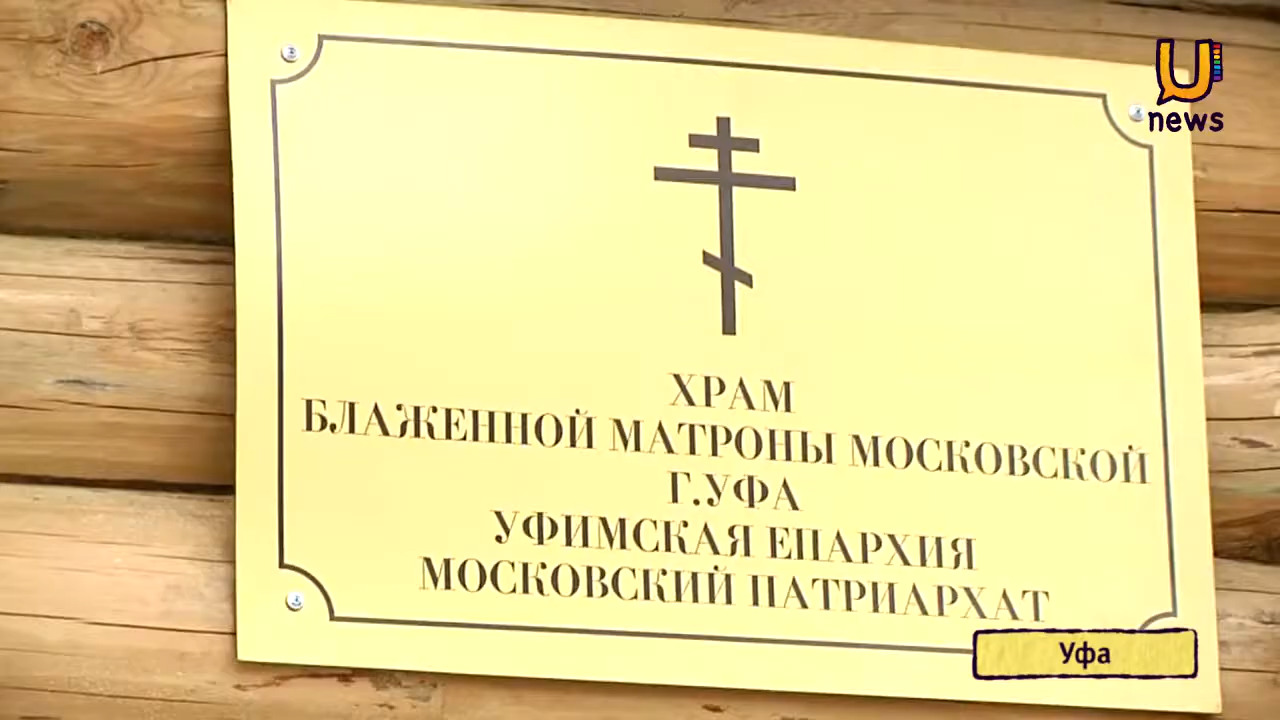 U
news
ХРАМ
БЛАЖЕННОЙ МАТРОНЫ МОСКОВСКОЙ
Г.УФА
УФИМСКАЯ ЕПАРХИЯ
МОСКОВСКИЙ ПАТРИАРХАТ
Уфа